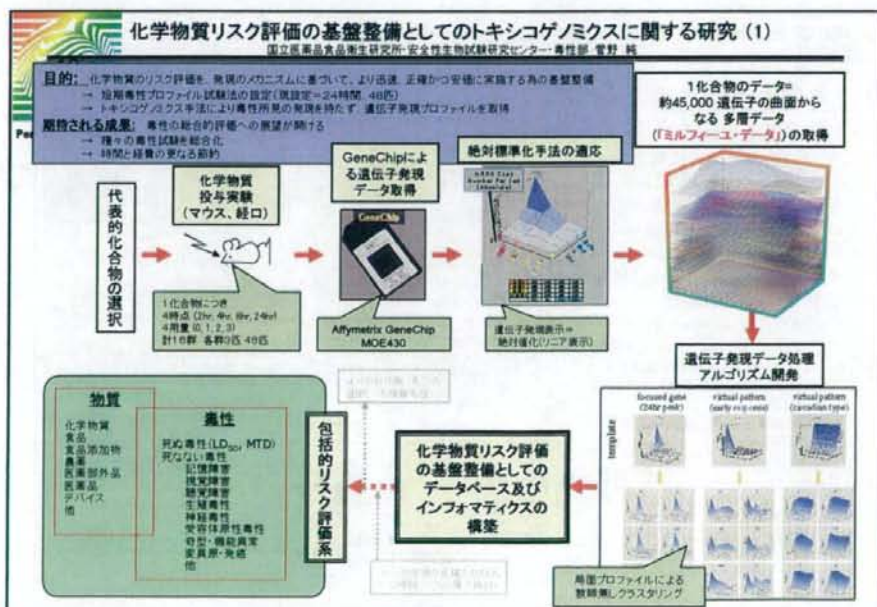 化学物質リスク評価の基盤整備としてのトキシコゲノミクスに関する研究（1）
国立医薬品食品衛生研究所・安全性生物試験研究センター・毒性部 菅野 純
目的： 化学物質のリスク評価を、発現のメカニズムに基づいて、より迅速、正確かつ安価に実施する為の基盤整備
→ 短期毒性プロファイル試験法の設定（現設定＝24時間、48匹）
→ トキシコゲノミクス手法により毒性所見の発現を待たず、遺伝子発現プロファイルを取得
期待される成果： 毒性の総合的評価への展望が開ける
→ 種々の毒性試験を総合化
→ 時間と経費の更なる節約
1化合物のデータ＝
約45,000 遺伝子の曲面から
なる 多層データ
（「ミルフィーユ・データ」）の取得
代表的化合物の選択
化学物質
投与実験
（マウス、経口）
1化合物につき
4時点 (2hr, 4hr, 8hr, 24hr)
4用量 (0, 1, 2, 3)
計16群、各群3匹 48匹
GeneChipによ
る遺伝子発現
データ取得
GeneChip
Affymetrix GeneChip
MOE430
絶対標準化手法の適応
遺伝子発現表示＝
絶対値化（リニア表示）
遺伝子発現データ処理
アルゴリズム開発
focused gene
(24hr peak)
virtual pattern
(early response)
virtual pattern
(circadian type)
template
局面プロファイルによる
教師無しクラスタリング
化学物質リスク評価
の基盤整備としての
データベース及び
インフォマティクスの
構築
包括的リスク評価系
物質
化学物質
食品
食品添加物
農薬
医薬部外品
医薬品
デバイス
他
毒性
死ぬ毒性(LD50, MTD)
死なない毒性
記憶障害
視覚障害
聴覚障害
生殖毒性
神経毒性
受容体原性毒性
奇型・機能異常
変異原・発癌
他